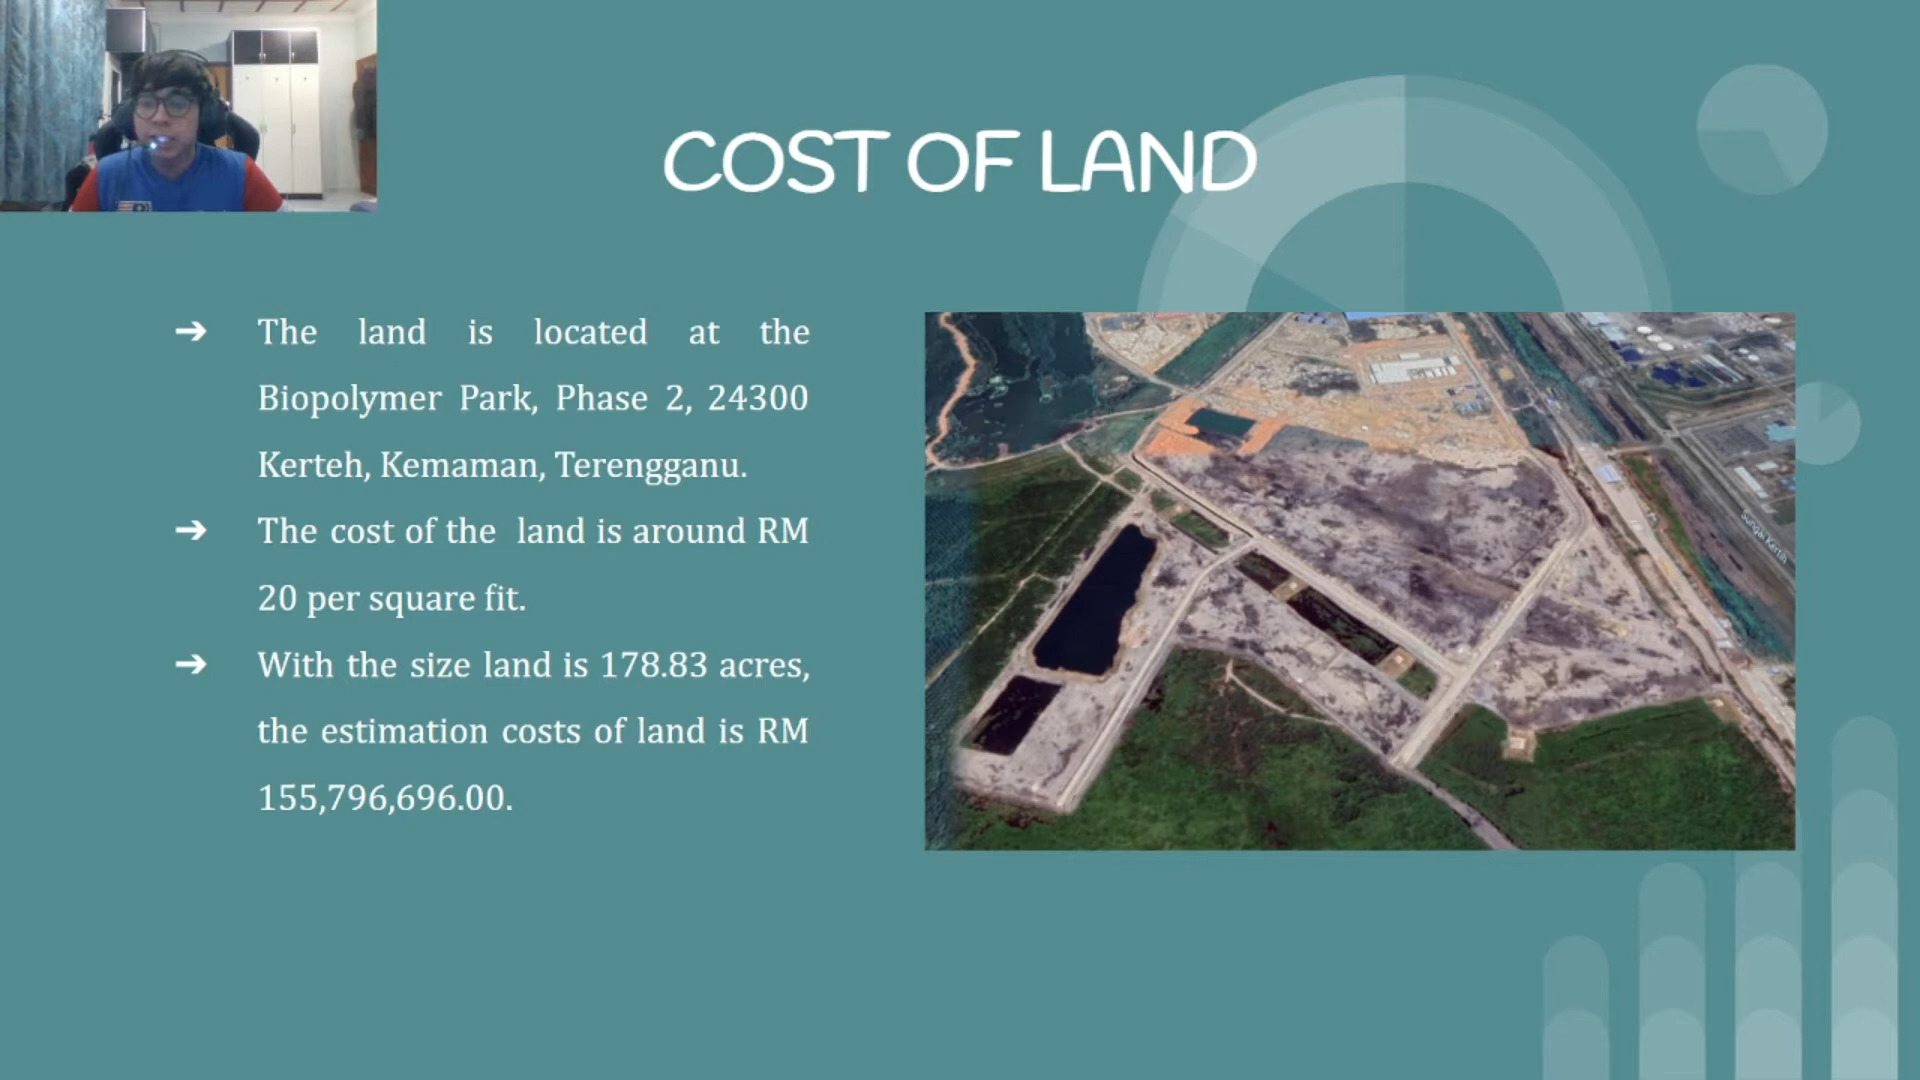 COST OF LAND
➔ The land is located at the
Biopolymer Park, Phase 2, 24300
Kerteh, Kemaman, Terengganu.
➔ The cost of the land is around RM
20 per square fit.
➔ With the size land is 178.83 acres,
the estimation costs of land is RM
155,796,696.00.
Sungai Kertih